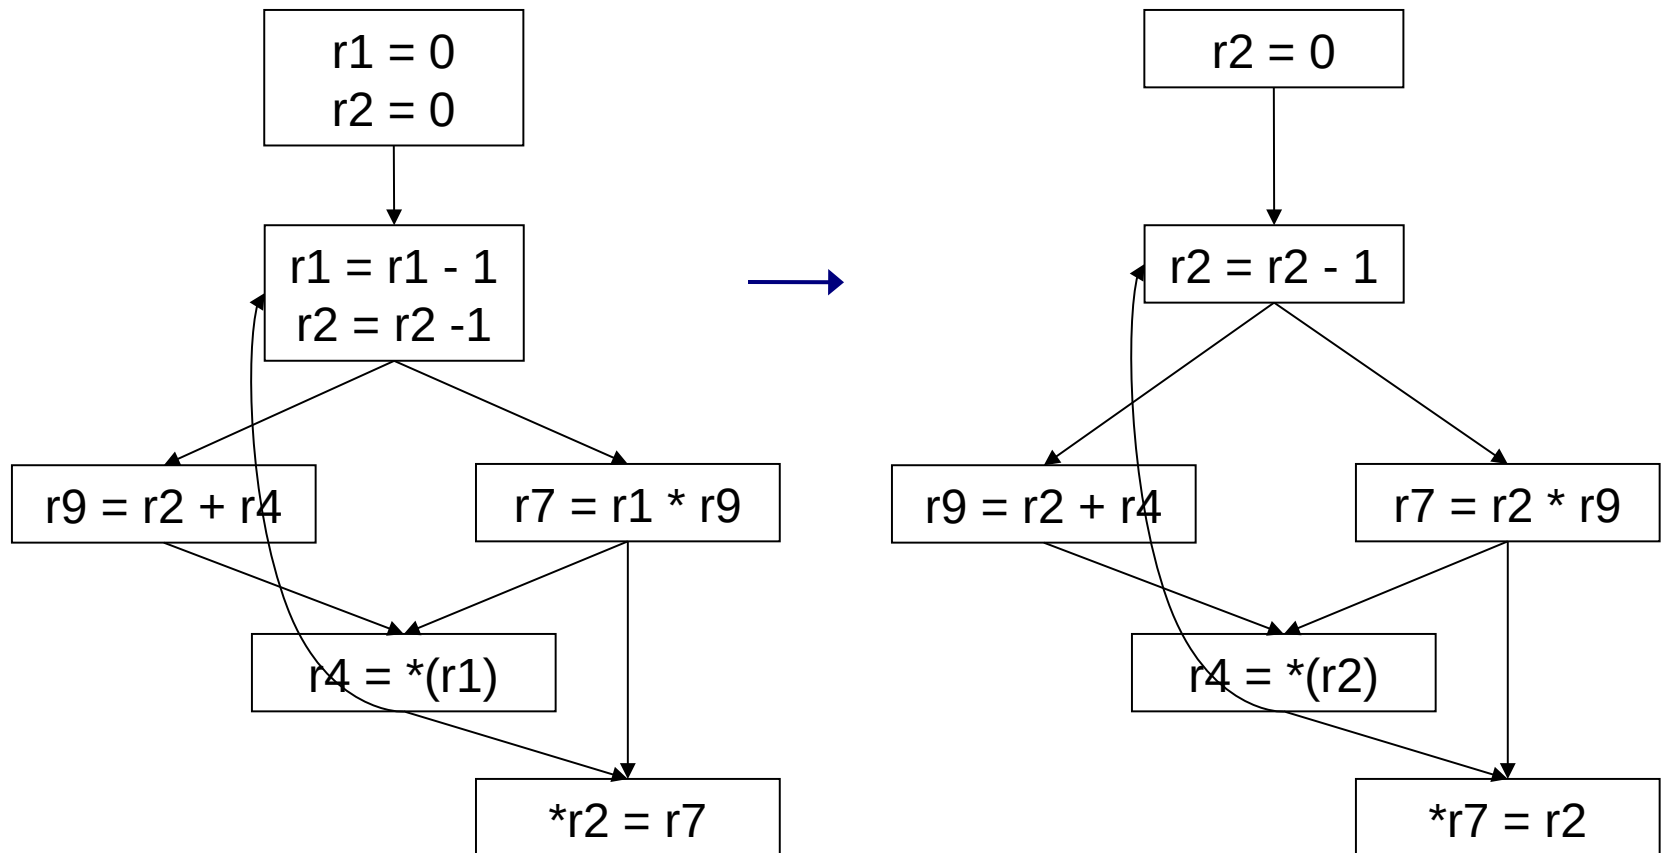 r1 = 0
r2 = 0
r1 = r1 - 1
r2 = r2 -1
r9 = r2 + r4
r7 = r1 * r9
r4 = *(r1)
*r2 = r7
r2 = 0
r2 = r2 - 1
r9 = r2 + r4
r7 = r2 * r9
r4 = *(r2)
*r7 = r2